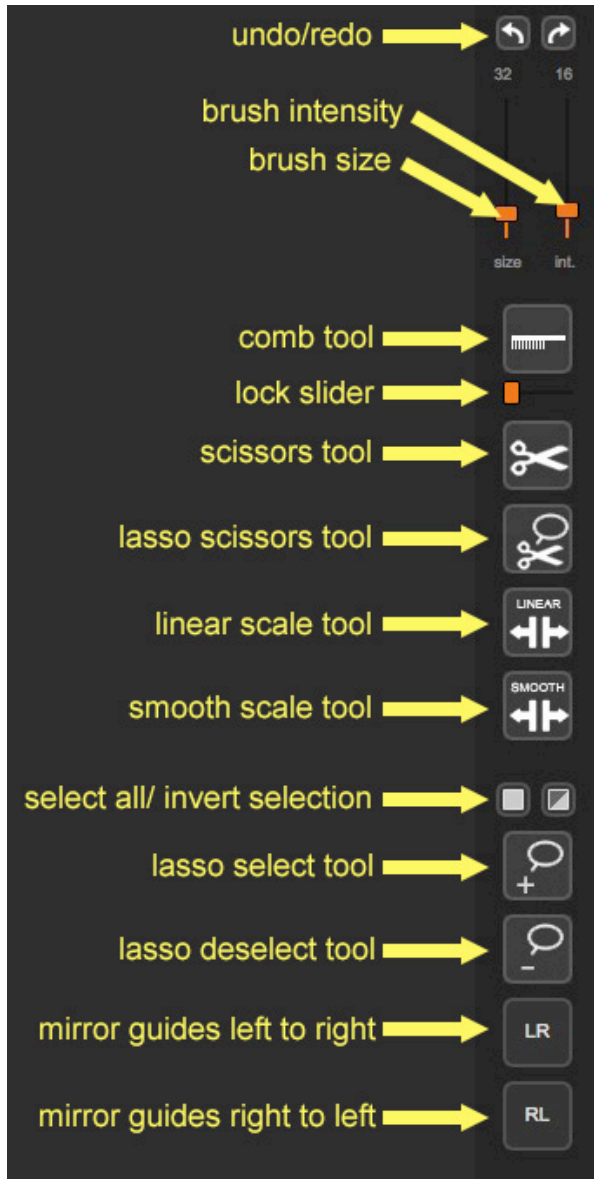 undo/redo
32 16
brush intensity
brush size
size int.
comb tool
lock slider
scissors tool
lasso scissors tool
LINEAR
linear scale tool
SMOOTH
smooth scale tool
select all/ invert selection
lasso select tool
+
lasso deselect tool
-
mirror guides left to right LR
mirror guides right to left RL